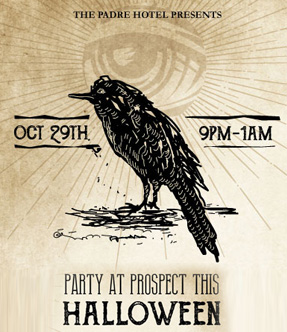 THE PADRE HOTEL PRESENTS
OCT 29TH. 9PM-1AM
PARTY AT PROSPECT THIS
HALLOWEEN